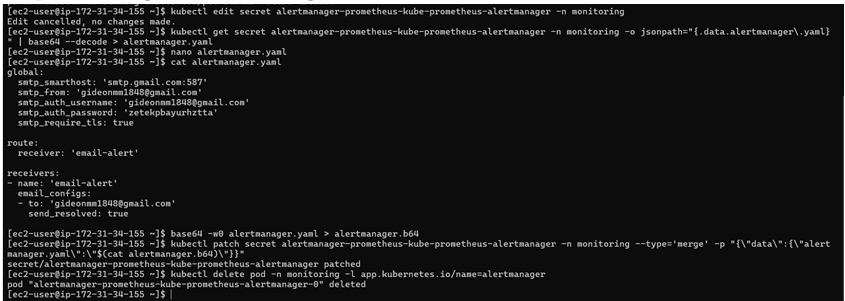 [ec2-user@ip-172-31-34-155 ~]$ kubectl edit secret alertmanager-prometheus-kube-prometheus-alertmanager -n monitoring
Edit cancelled, no changes made.
[ec2-user@ip-172-31-34-155 ~]$ kubectl get secret alertmanager-prometheus-kube-prometheus-alertmanager -n monitoring -o jsonpath="{.data.alertmanager\.yaml}
" | base64 --decode > alertmanager.yaml
[ec2-user@ip-172-31-34-155 ~]$ nano alertmanager.yaml
[ec2-user@ip-172-31-34-155 ~]$ cat alertmanager.yaml
global:
  smtp_smarthost: 'smtp.gmail.com:587'
  smtp_from: 'gideonmm1848@gmail.com'
  smtp_auth_username: 'gideonmm1848@gmail.com'
  smtp_auth_password: 'zetekpbayurhztta'
  smtp_require_tls: true

route:
  receiver: 'email-alert'

receivers:
- name: 'email-alert'
  email_configs:
  - to: 'gideonmm1848@gmail.com'
    send_resolved: true

[ec2-user@ip-172-31-34-155 ~]$ base64 -w0 alertmanager.yaml > alertmanager.b64
[ec2-user@ip-172-31-34-155 ~]$ kubectl patch secret alertmanager-prometheus-kube-prometheus-alertmanager -n monitoring --type='merge' -p "{\"data\":{\"alert
manager.yaml\":\"$(cat alertmanager.b64)\"}}"
secret/alertmanager-prometheus-kube-prometheus-alertmanager patched
[ec2-user@ip-172-31-34-155 ~]$ kubectl delete pod -n monitoring -l app.kubernetes.io/name=alertmanager
pod "alertmanager-prometheus-kube-prometheus-alertmanager-0" deleted
[ec2-user@ip-172-31-34-155 ~]$